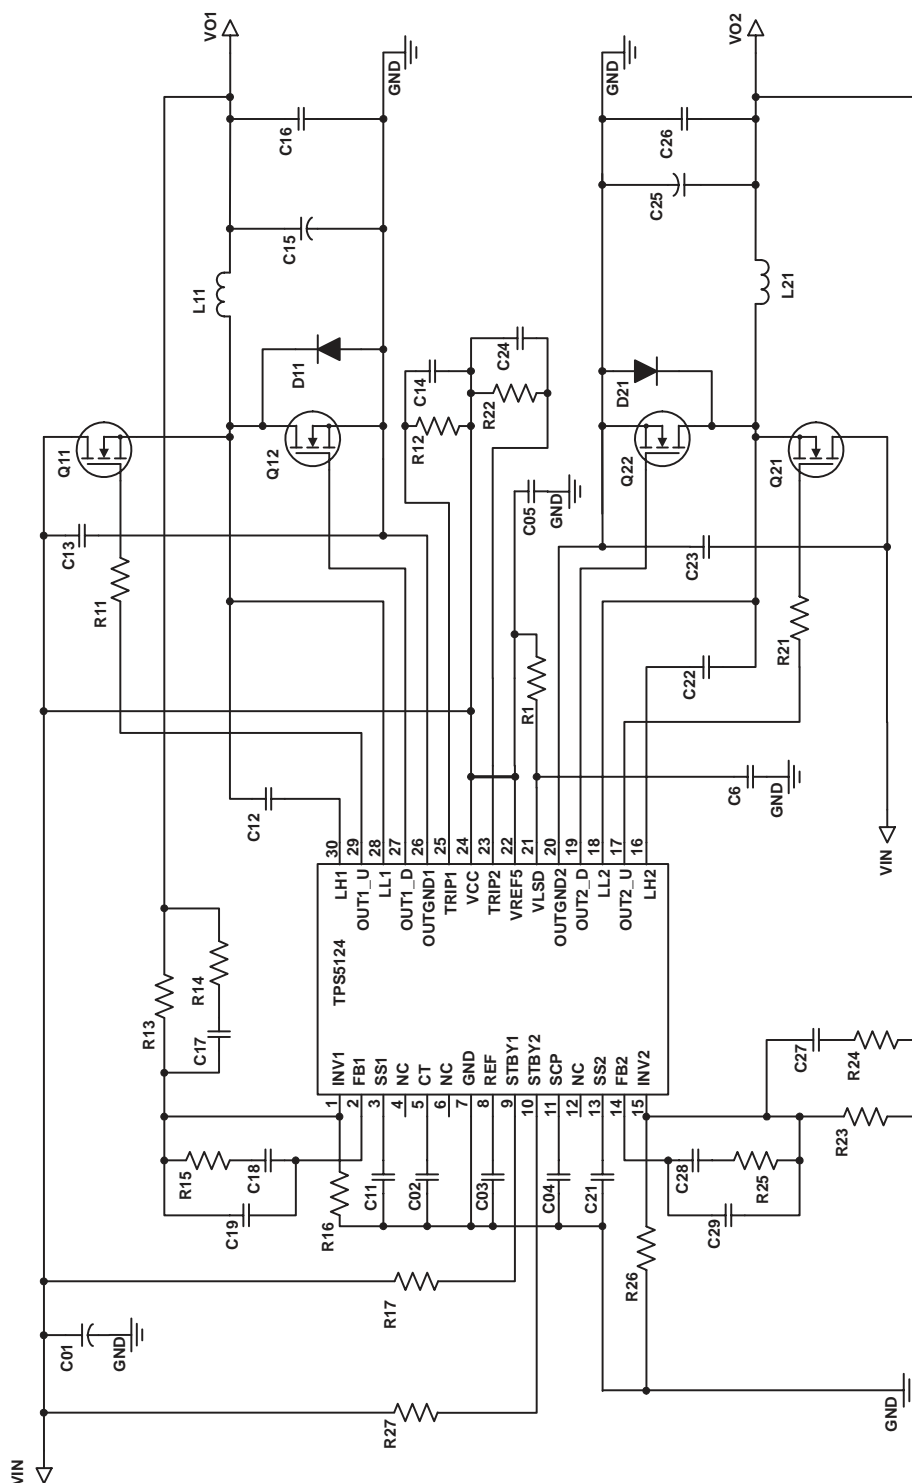 VIN
C01
C13
Q11
R11
GND
R13
C17
R14
R15
C18
C19
VO1
L11
C12
Q12
D11
C15
C16
R16
1 INV1
2 FB1
3 SS1
4 NC
5 CT
6 NC
7 GND
8 REF
9 STBY1
10 STBY2
11 SCP
12 NC
13 SS2
14 FB2
15 INV2
TPS5124
LH1 30
OUT1_U 29
LL1 28
OUT1_D 27
OUTGND1 26
TRIP1 25
VCC 24
TRIP2 23
VREF5 22
VLSD 21
OUTGND2 20
OUT2_D 19
LL2 18
OUT2_U 17
LH2 16
C11
C02
C03
C04
C21
R17
R27
R12
C14
R22
C24
GND
C05
GND
R1
GND
C6
GND
R26
C28
R25
C29
C22
C23
Q22
D21
C25
C26
VO2
L21
R21
Q21
C27
R24
R23
VIN
GND